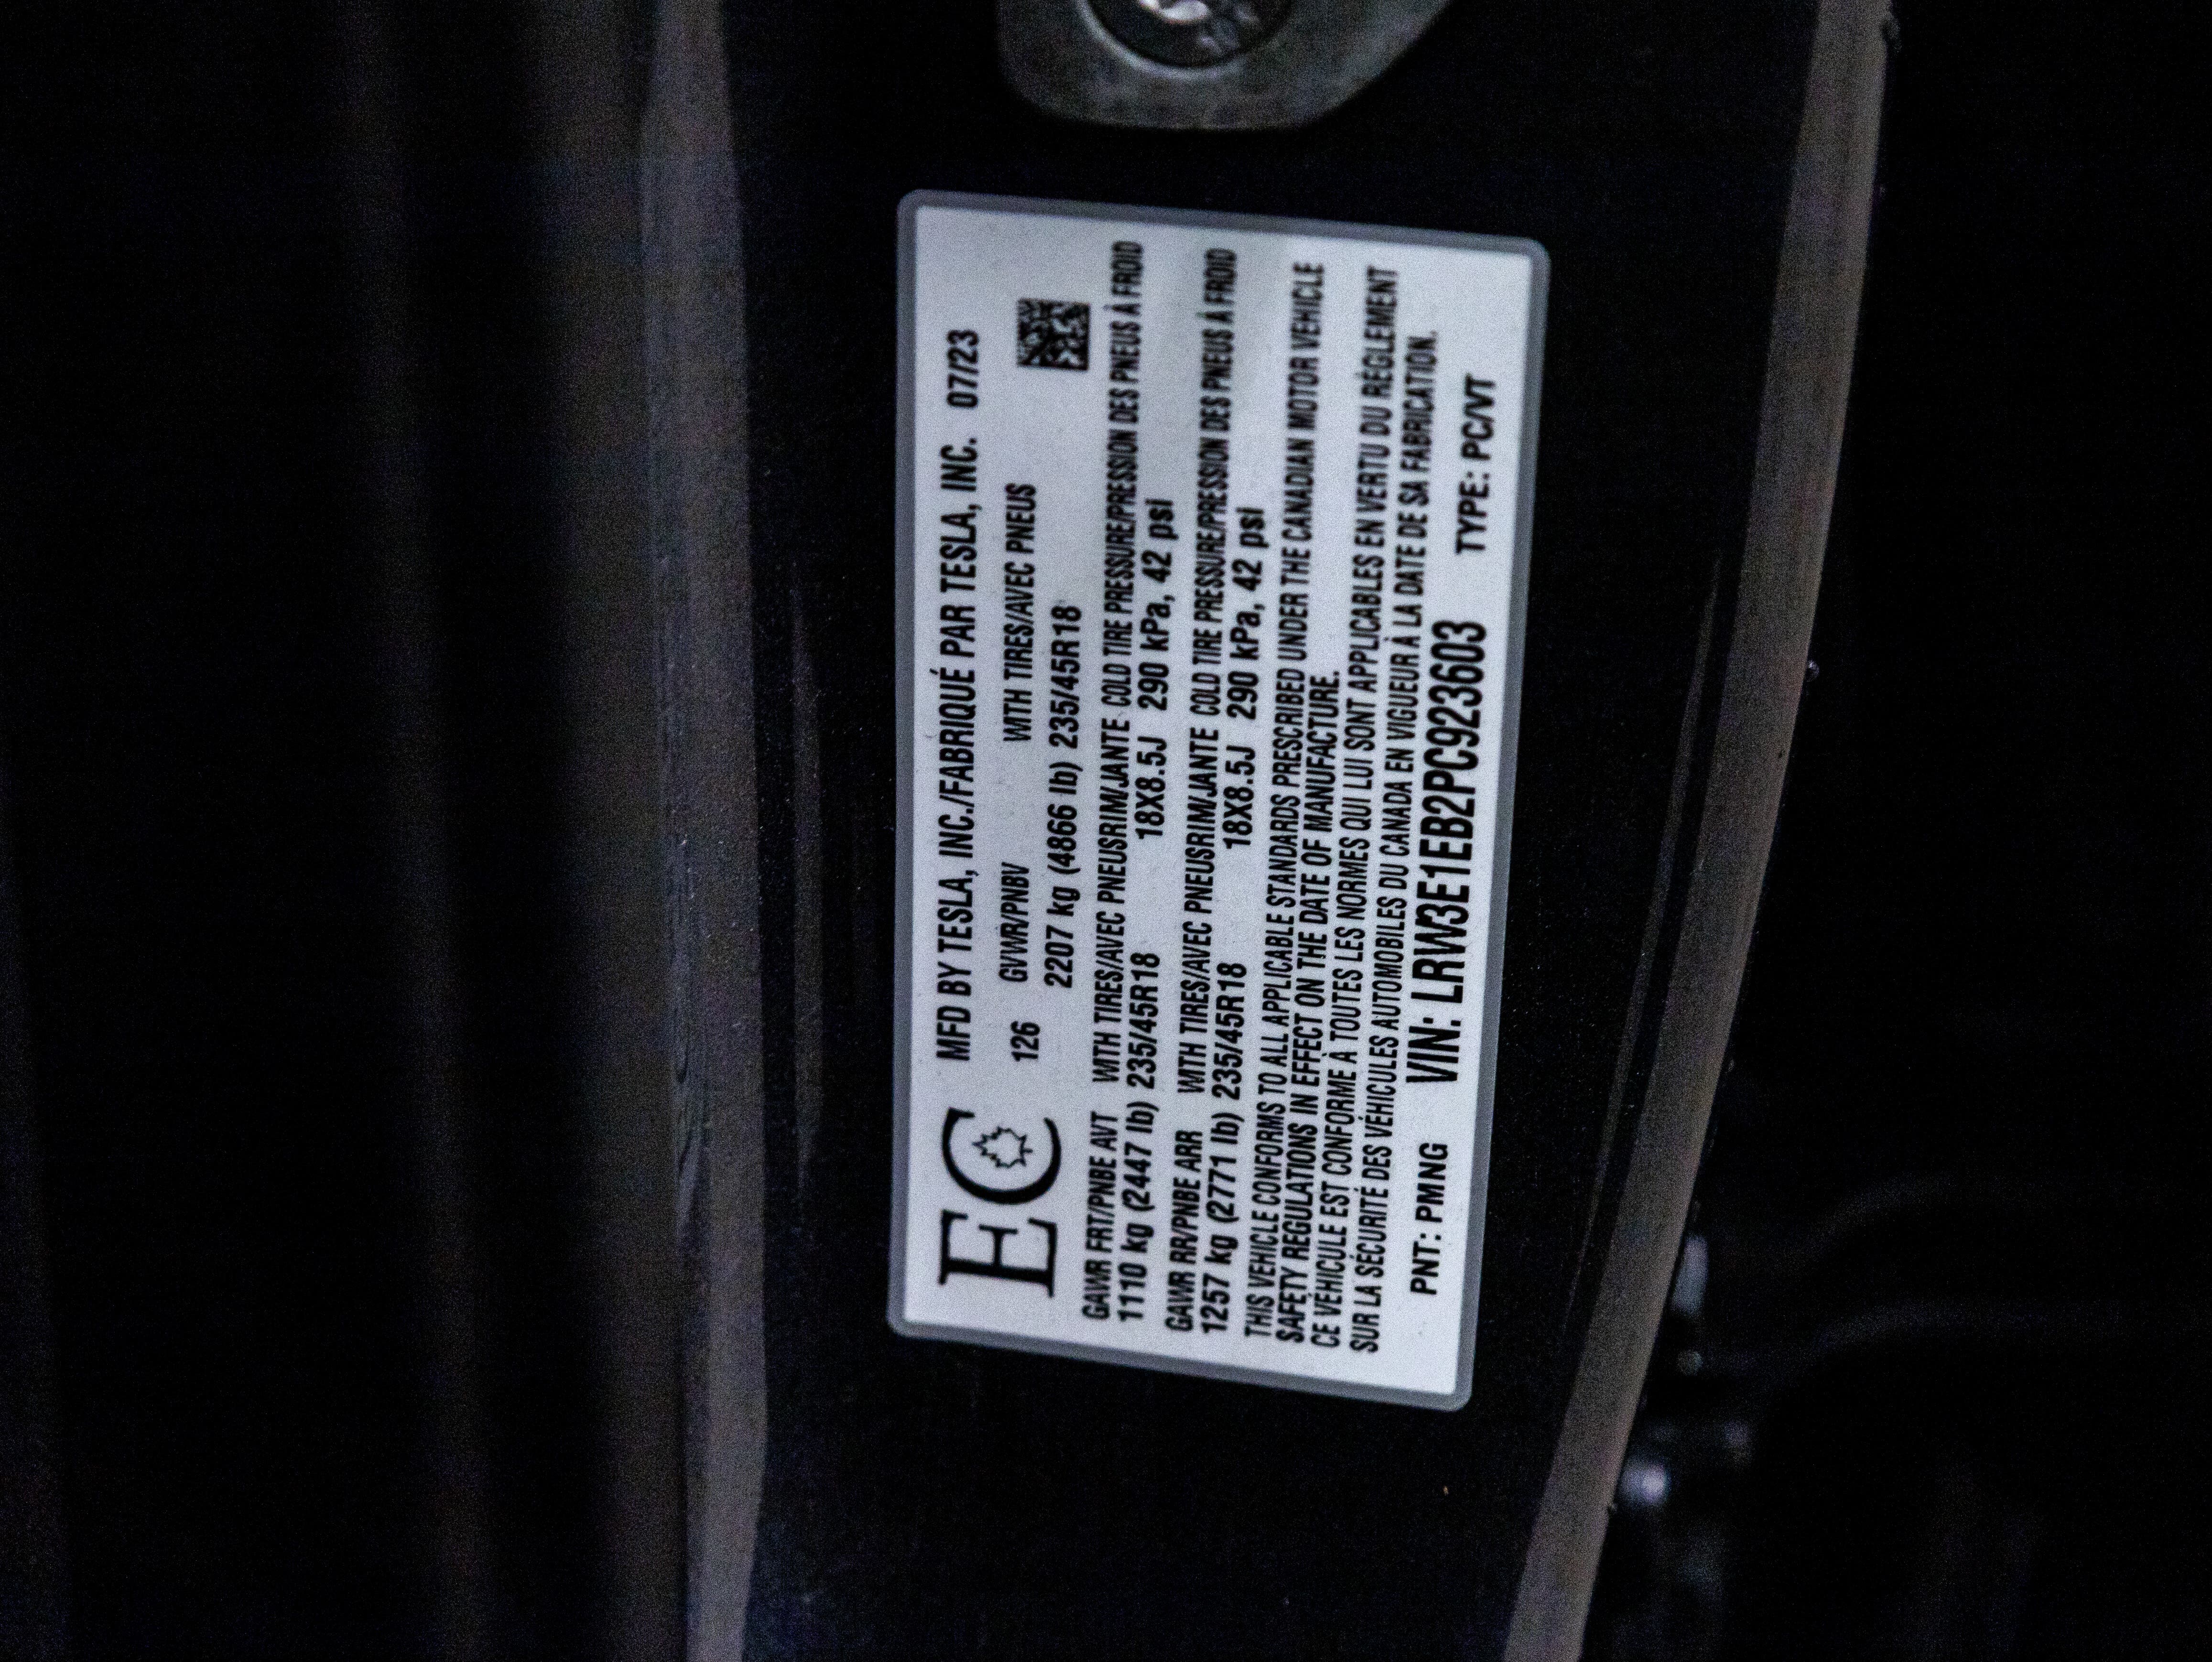 EC
MFD BY TESLA, INC./FABRIQUÉ PAR TESLA, INC. 07/23
126 GVWR/PNBV WITH TIRES/AVEC PNEUS
2207 kg (4866 lb) 235/45R18
GAWR FRT/PNBE AVT WITH TIRES/AVEC PNEUSRIM/JANTE COLD TIRE PRESSURE/PRESSION DES PNEUS À FROID
1110 kg (2447 lb) 235/45R18 18X8.5J 290 kPa, 42 psi
GAWR RR/PNBE ARR WITH TIRES/AVEC PNEUSRIM/JANTE COLD TIRE PRESSURE/PRESSION DES PNEUS À FROID
1257 kg (2771 lb) 235/45R18 18X8.5J 290 kPa, 42 psi
THIS VEHICLE CONFORMS TO ALL APPLICABLE STANDARDS PRESCRIBED UNDER THE CANADIAN MOTOR VEHICLE
SAFETY REGULATIONS IN EFFECT ON THE DATE OF MANUFACTURE.
CE VÉHICULE EST CONFORME À TOUTES LES NORMES QUI LUI SONT APPLICABLES EN VERTU DU RÈGLEMENT
SUR LA SÉCURITÉ DES VÉHICULES AUTOMOBILES DU CANADA EN VIGUEUR À LA DATE DE SA FABRICATION.
PNT: PMNG VIN: LRW3E1EB2PC923603 TYPE: PC/VT